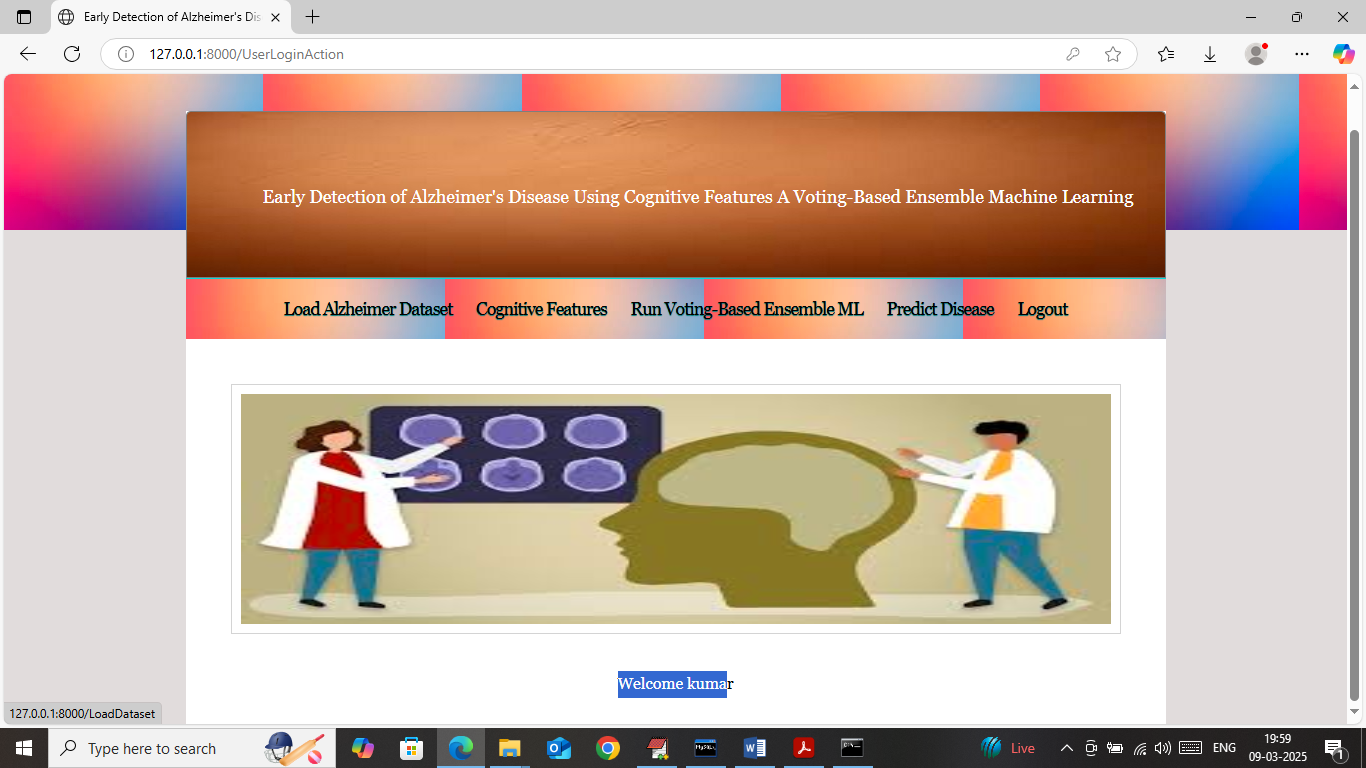 Early Detection of Alzheimer's Dis
127.0.0.1:8000/UserLoginAction
Early Detection of Alzheimer's Disease Using Cognitive Features A Voting-Based Ensemble Machine Learning
Load Alzheimer Dataset Cognitive Features Run Voting-Based Ensemble ML Predict Disease Logout
Welcome kumar
127.0.0.1:8000/LoadDataset
Type here to search
Live
ENG
19:59
09-03-2025
1